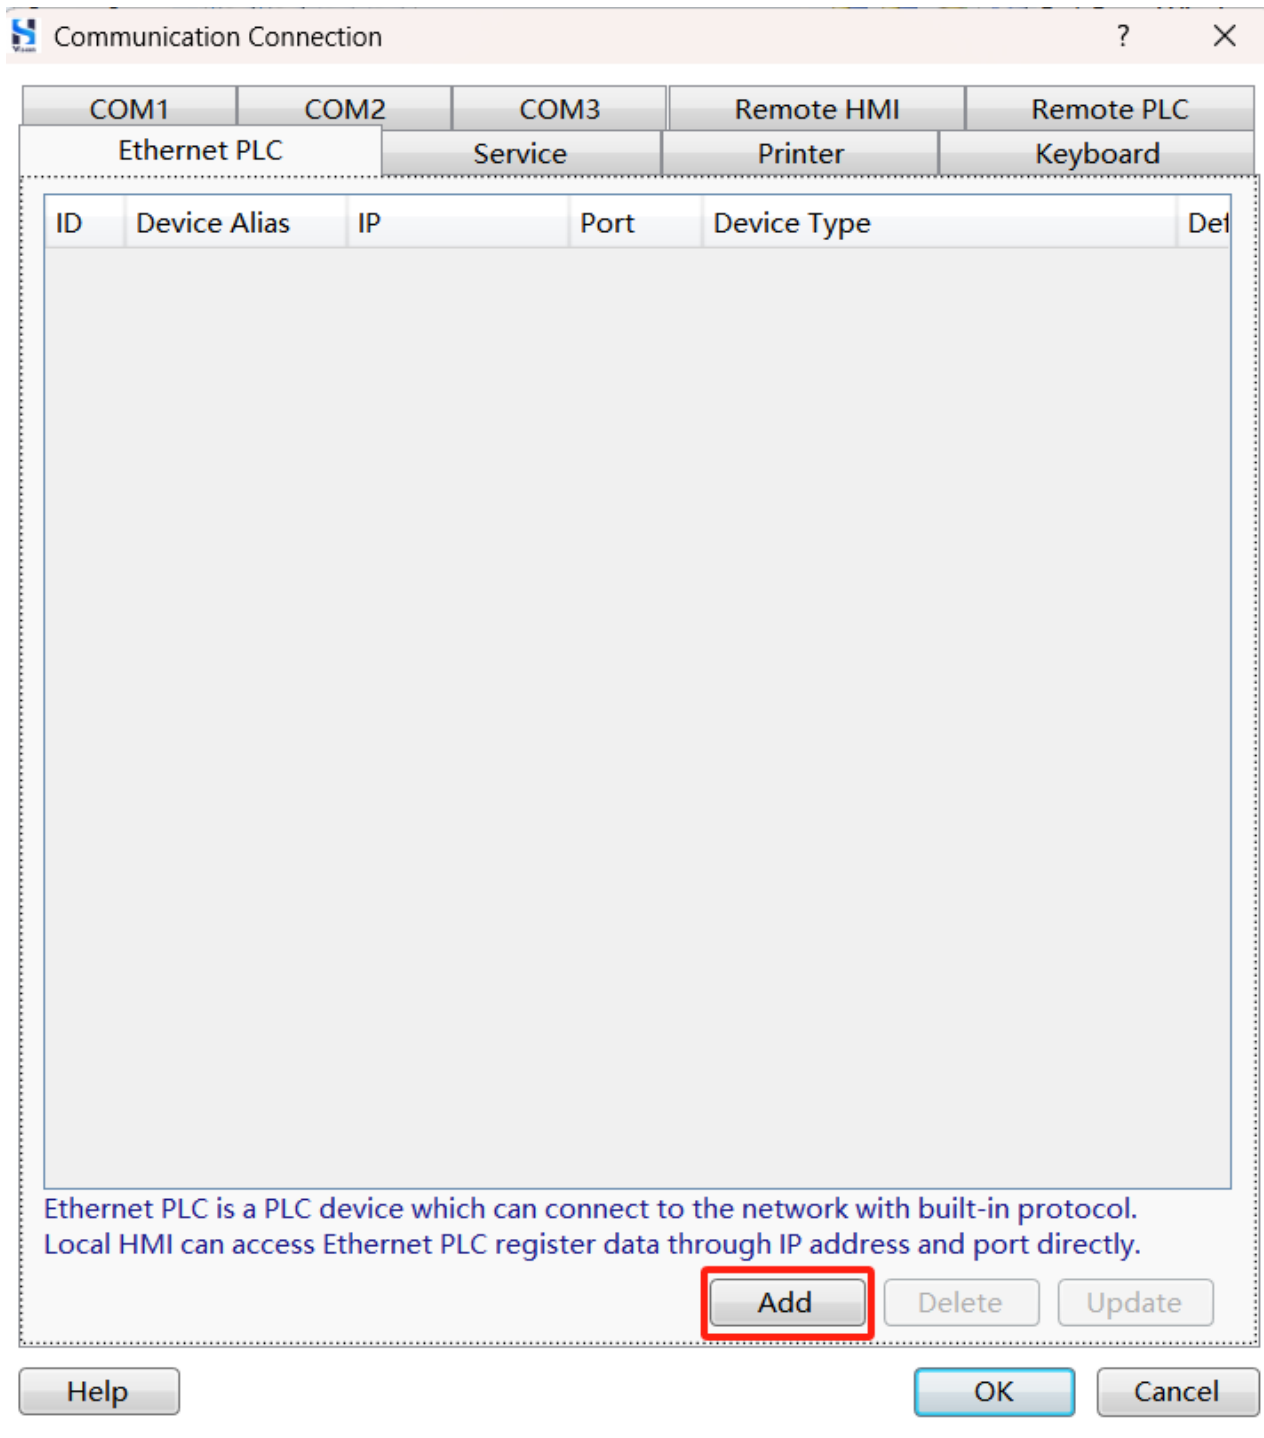 Communication Connection ?
COM1 COM2 COM3 Remote HMI Remote PLC
Ethernet PLC Service Printer Keyboard
ID Device Alias IP Port Device Type
Ethernet PLC is a PLC device which can connect to the network with built-in protocol.
Local HMI can access Ethernet PLC register data through IP address and port directly.
Add Delete Update
Help OK Cancel